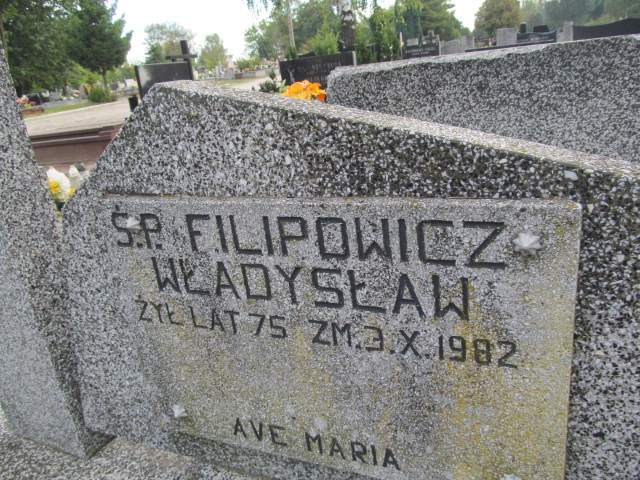 Ś.P. FILIPOWICZ
WŁADYSŁAW
ŻYŁ LAT 75 ZM.3.X.1982
AVE MARIA